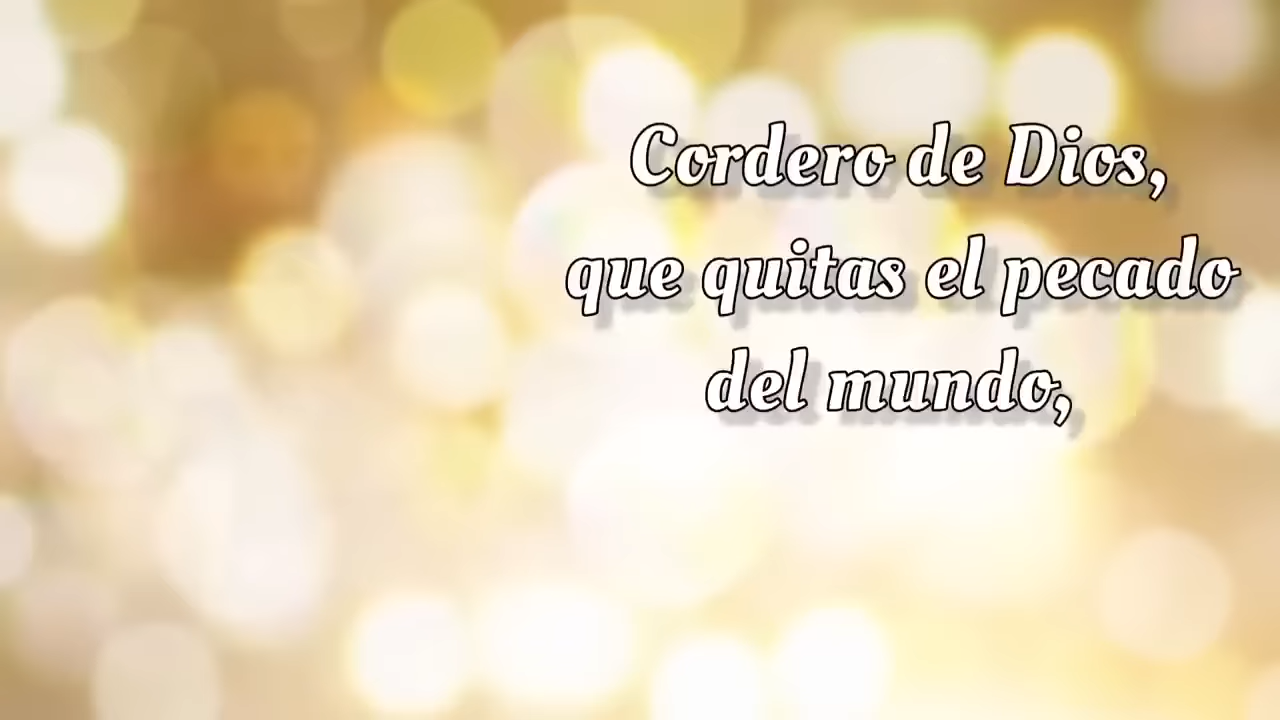 Cordero de Dios,
que quitas el pecado
del mundo,